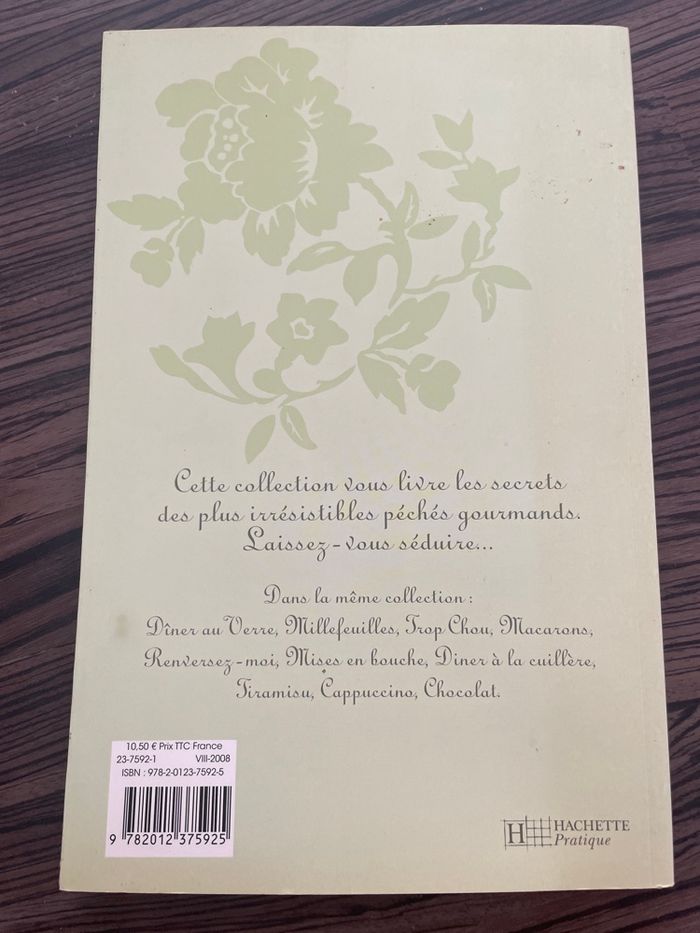 Cette collection vous livre les secrets
des plus irrésistibles péchés gourmands.
Laissez-vous séduire...
Dans la même collection :
Dîner au Verre, Millefeuilles, Trop Chou, Macarons,
Renversez-moi, Mises en bouche, Dîner à la cuillère,
Tiramisu, Cappuccino, Chocolat.
10,50 € Prix TTC France
23-7592-1 VIII-2008
ISBN : 978-2-0123-7592-5
9 782012 375925
H HACHETTE
Pratique